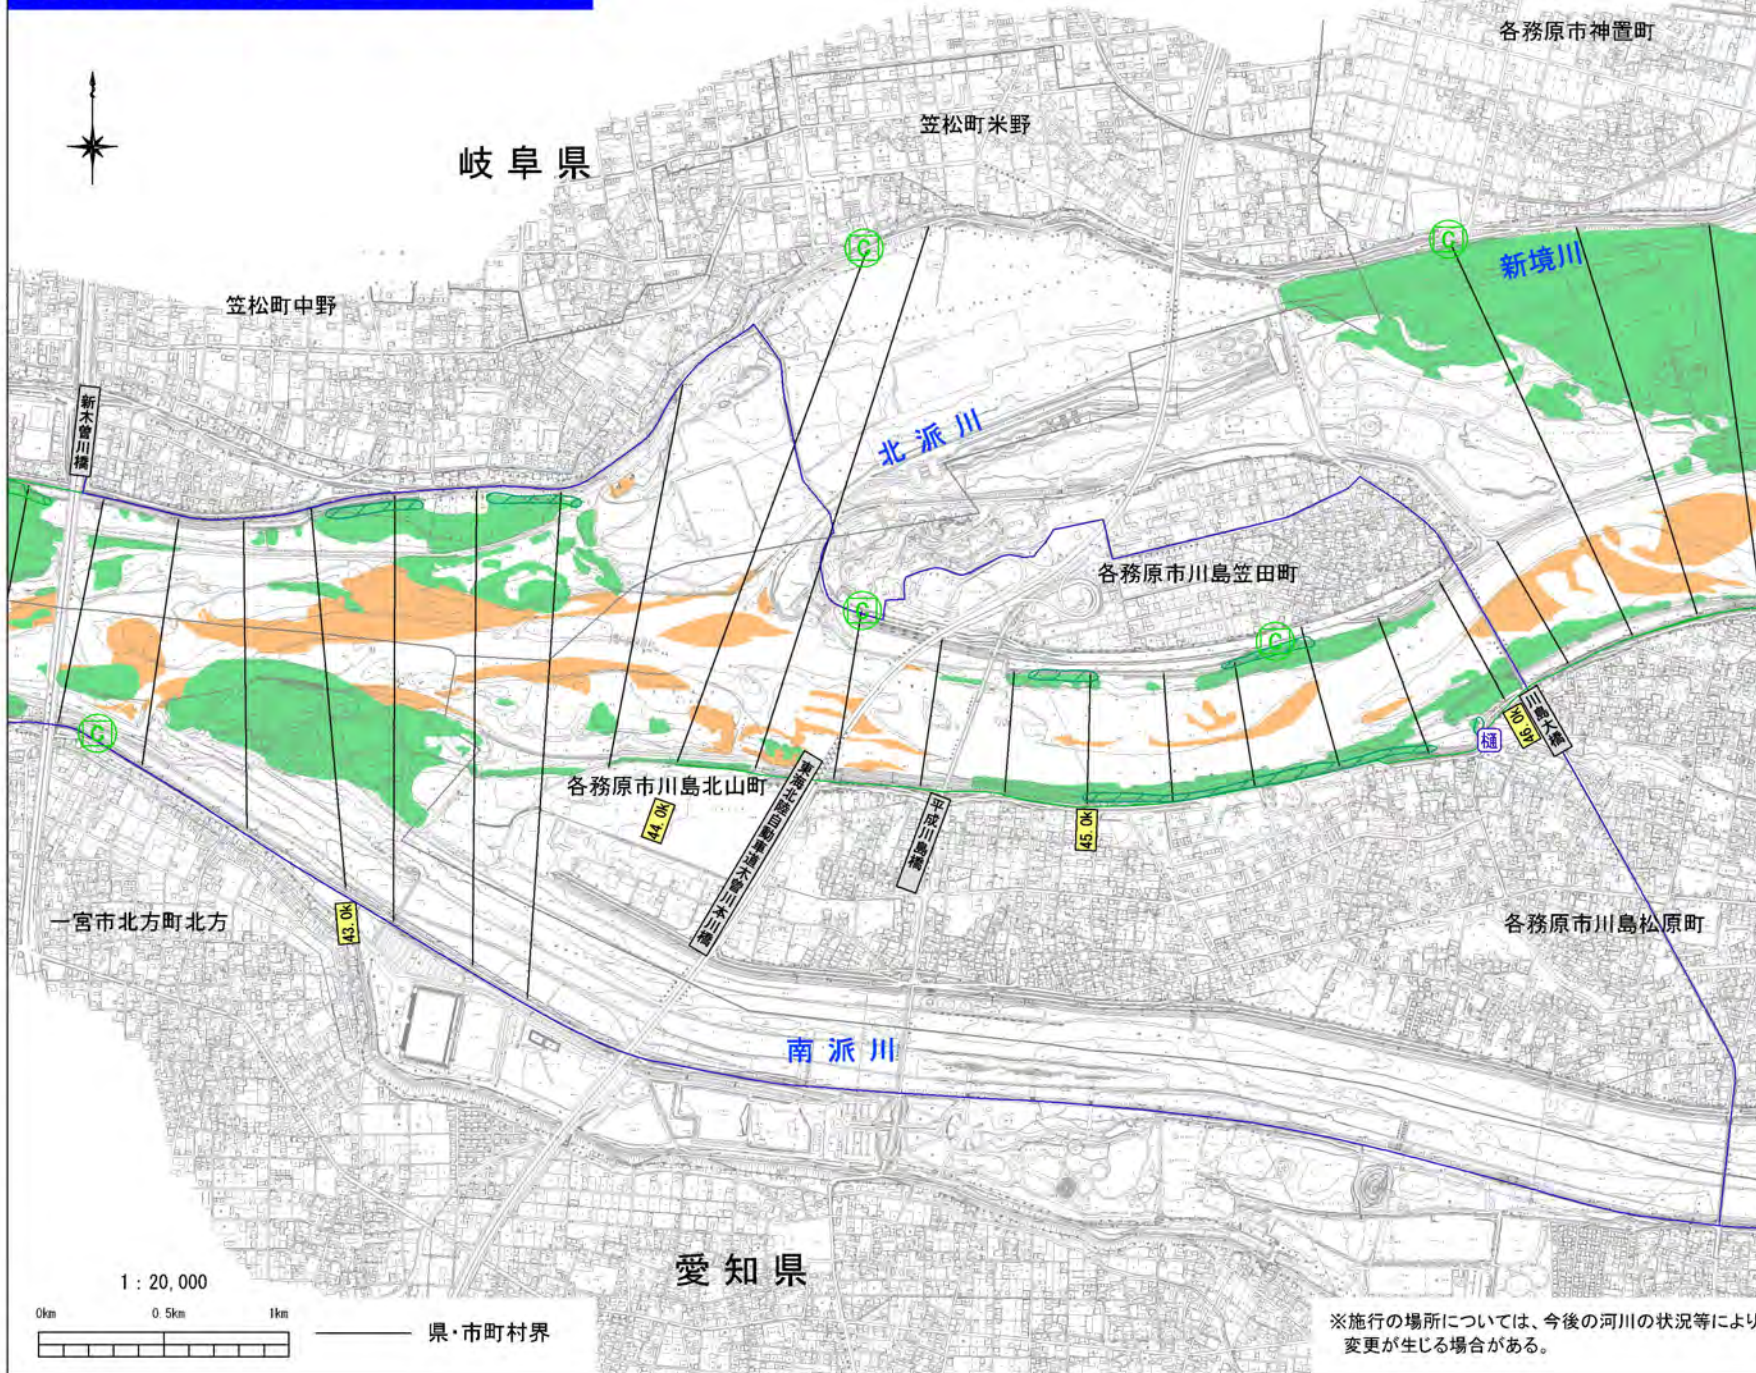 各務原市神置町
笠松町米野
岐阜県
C
C
新境川
笠松町中野
新木曽川橋
北派川
各務原市川島笠田町
C
C
C
樋
46.0k
川島大橋
各務原市川島北山町
東海北陸自動車道木曽川本川橋
平成川島橋
44.0k
45.0k
一宮市北方町北方
43.0k
各務原市川島松原町
南派川
愛知県
1:20,000
0km 0.5km 1km
県・市町村界
※施行の場所については、今後の河川の状況等により
変更が生じる場合がある。